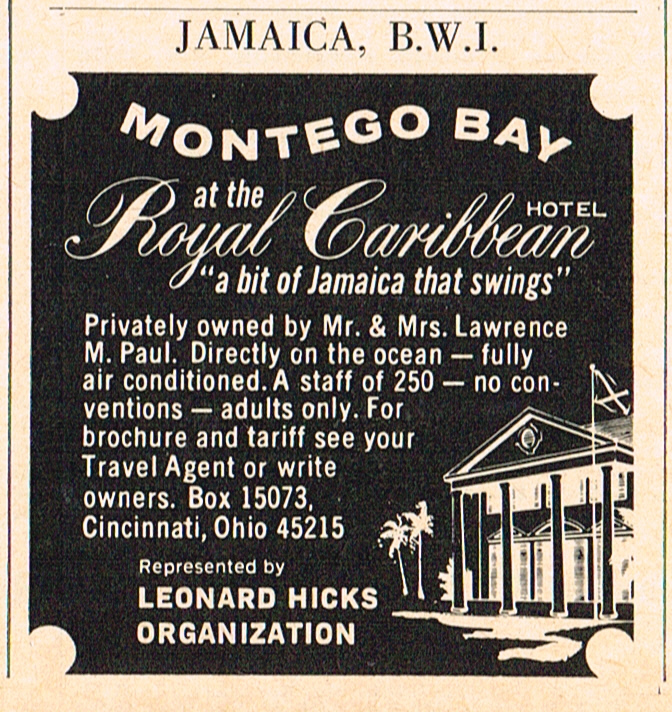 JAMAICA, B.W.I.
MONTEGO BAY
at the
Royal Caribbean HOTEL
"a bit of Jamaica that swings"
Privately owned by Mr. & Mrs. Lawrence
M. Paul. Directly on the ocean — fully
air conditioned. A staff of 250 — no con-
ventions — adults only. For
brochure and tariff see your
Travel Agent or write
owners. Box 15073,
Cincinnati, Ohio 45215
Represented by
LEONARD HICKS
ORGANIZATION